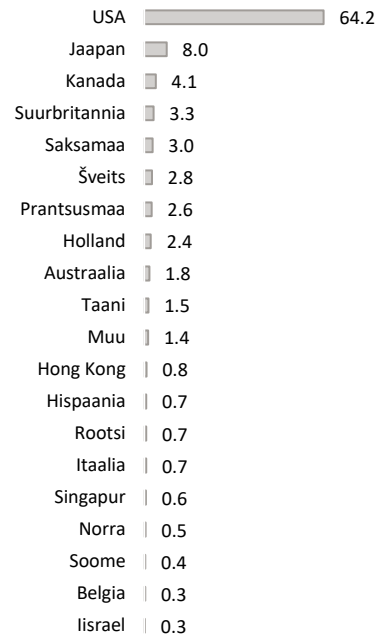 USA 64.2
Jaapan 8.0
Kanada 4.1
Suurbritannia 3.3
Saksamaa 3.0
Šveits 2.8
Prantsusmaa 2.6
Holland 2.4
Austraalia 1.8
Taani 1.5
Muu 1.4
Hong Kong 0.8
Hispaania 0.7
Rootsi 0.7
Itaalia 0.7
Singapur 0.6
Norra 0.5
Soome 0.4
Belgia 0.3
Iisrael 0.3